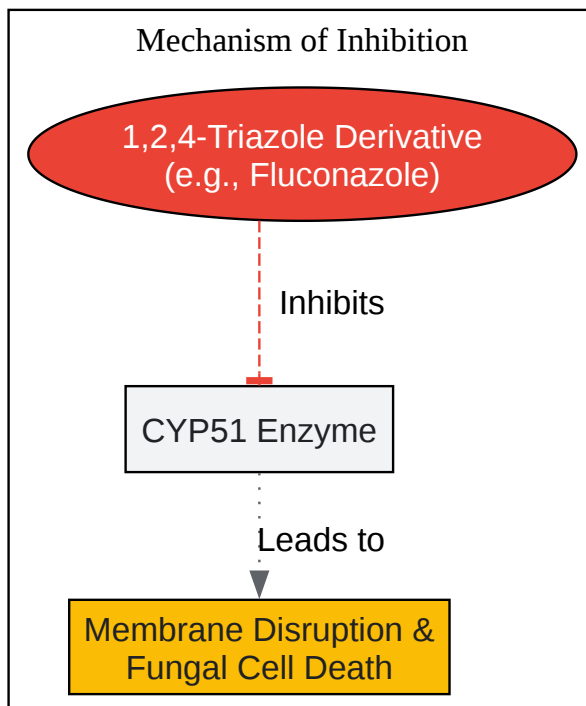 Mechanism of Inhibition
1,2,4-Triazole Derivative
(e.g., Fluconazole)
Inhibits
CYP51 Enzyme
Leads to
Membrane Disruption &
Fungal Cell Death